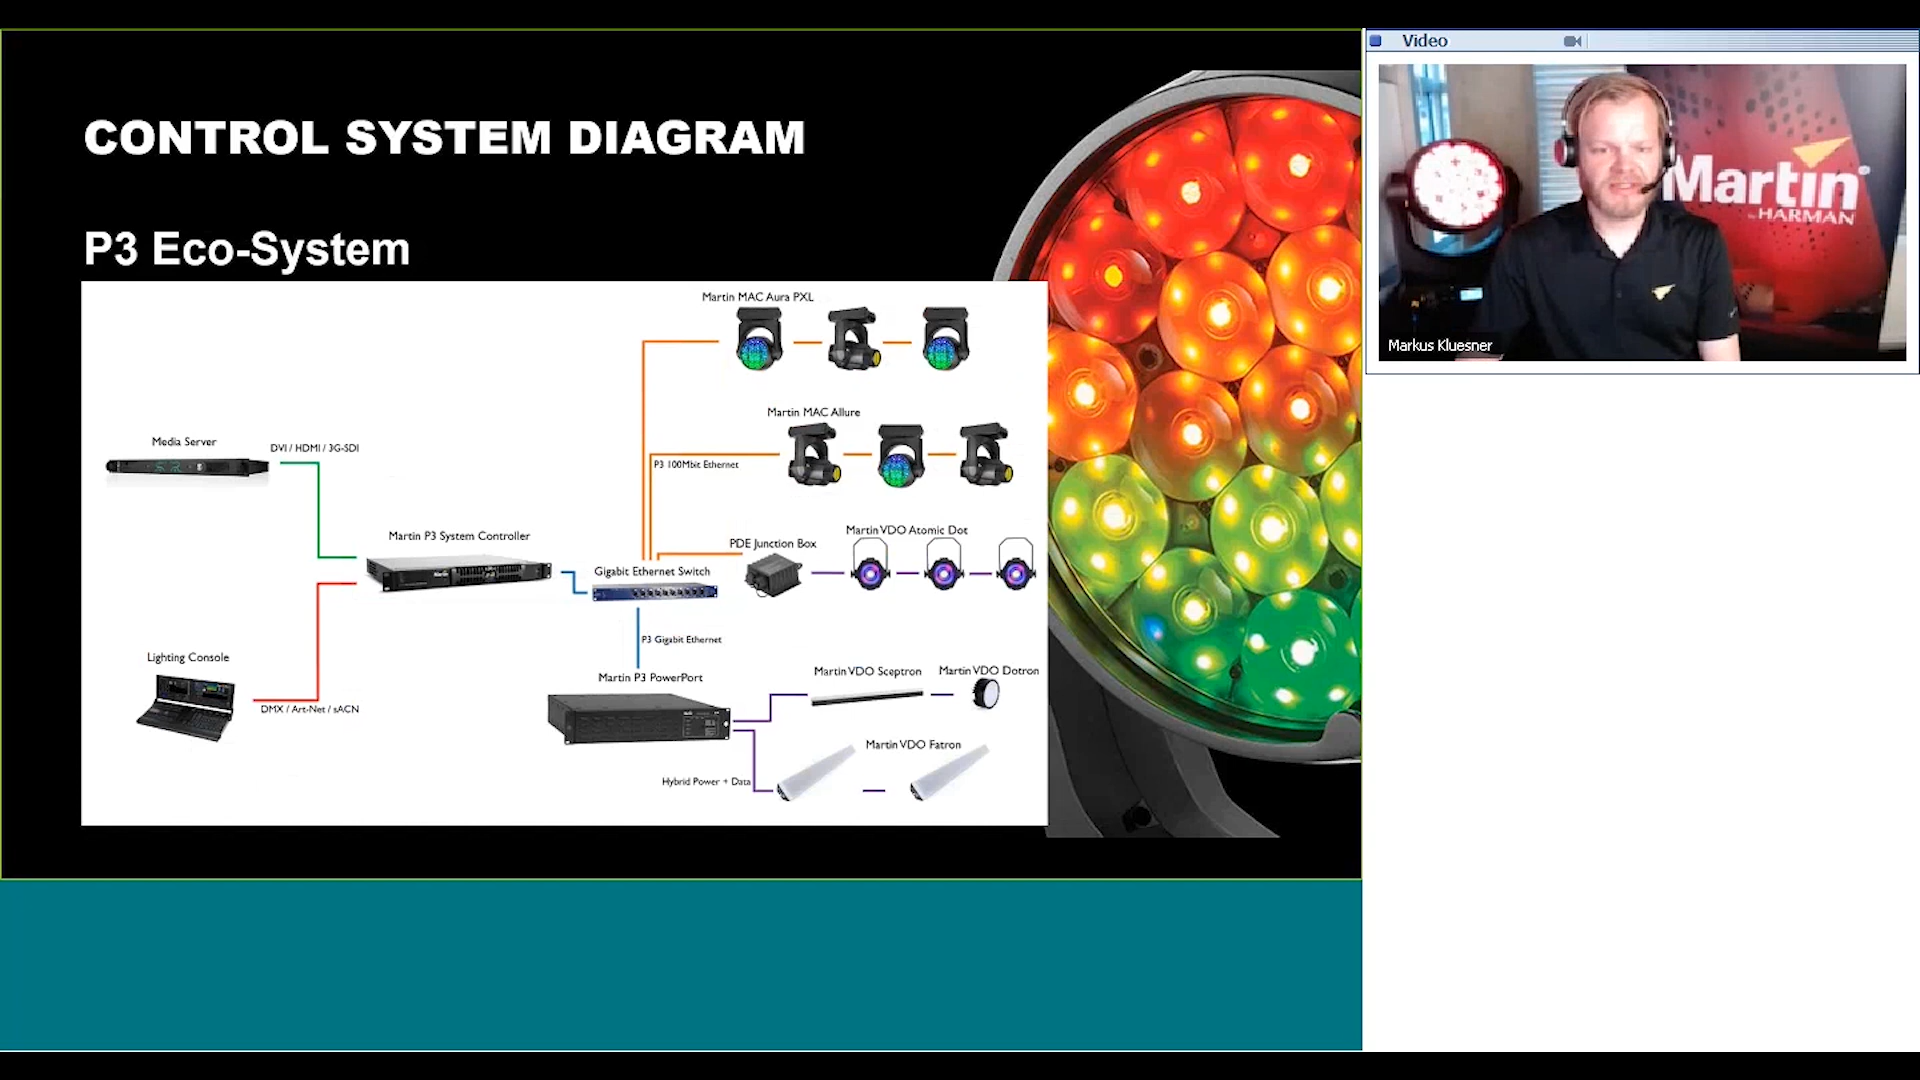 CONTROL SYSTEM DIAGRAM
P3 Eco-System
Martin MAC Aura PXL
Martin MAC Allure
P3 100Mbit Ethernet
Media Server
DVI / HDMI / 3G-SDI
Martin P3 System Controller
Gigabit Ethernet Switch
PDE Junction Box
Martin VDO Atomic Dot
P3 Gigabit Ethernet
Lighting Console
DMX / Art-Net / sACN
Martin P3 PowerPort
Martin VDO Sceptron
Martin VDO Dotron
Martin VDO Fatron
Hybrid Power + Data
Video
Martin®
by HARMAN
Markus Kluesner